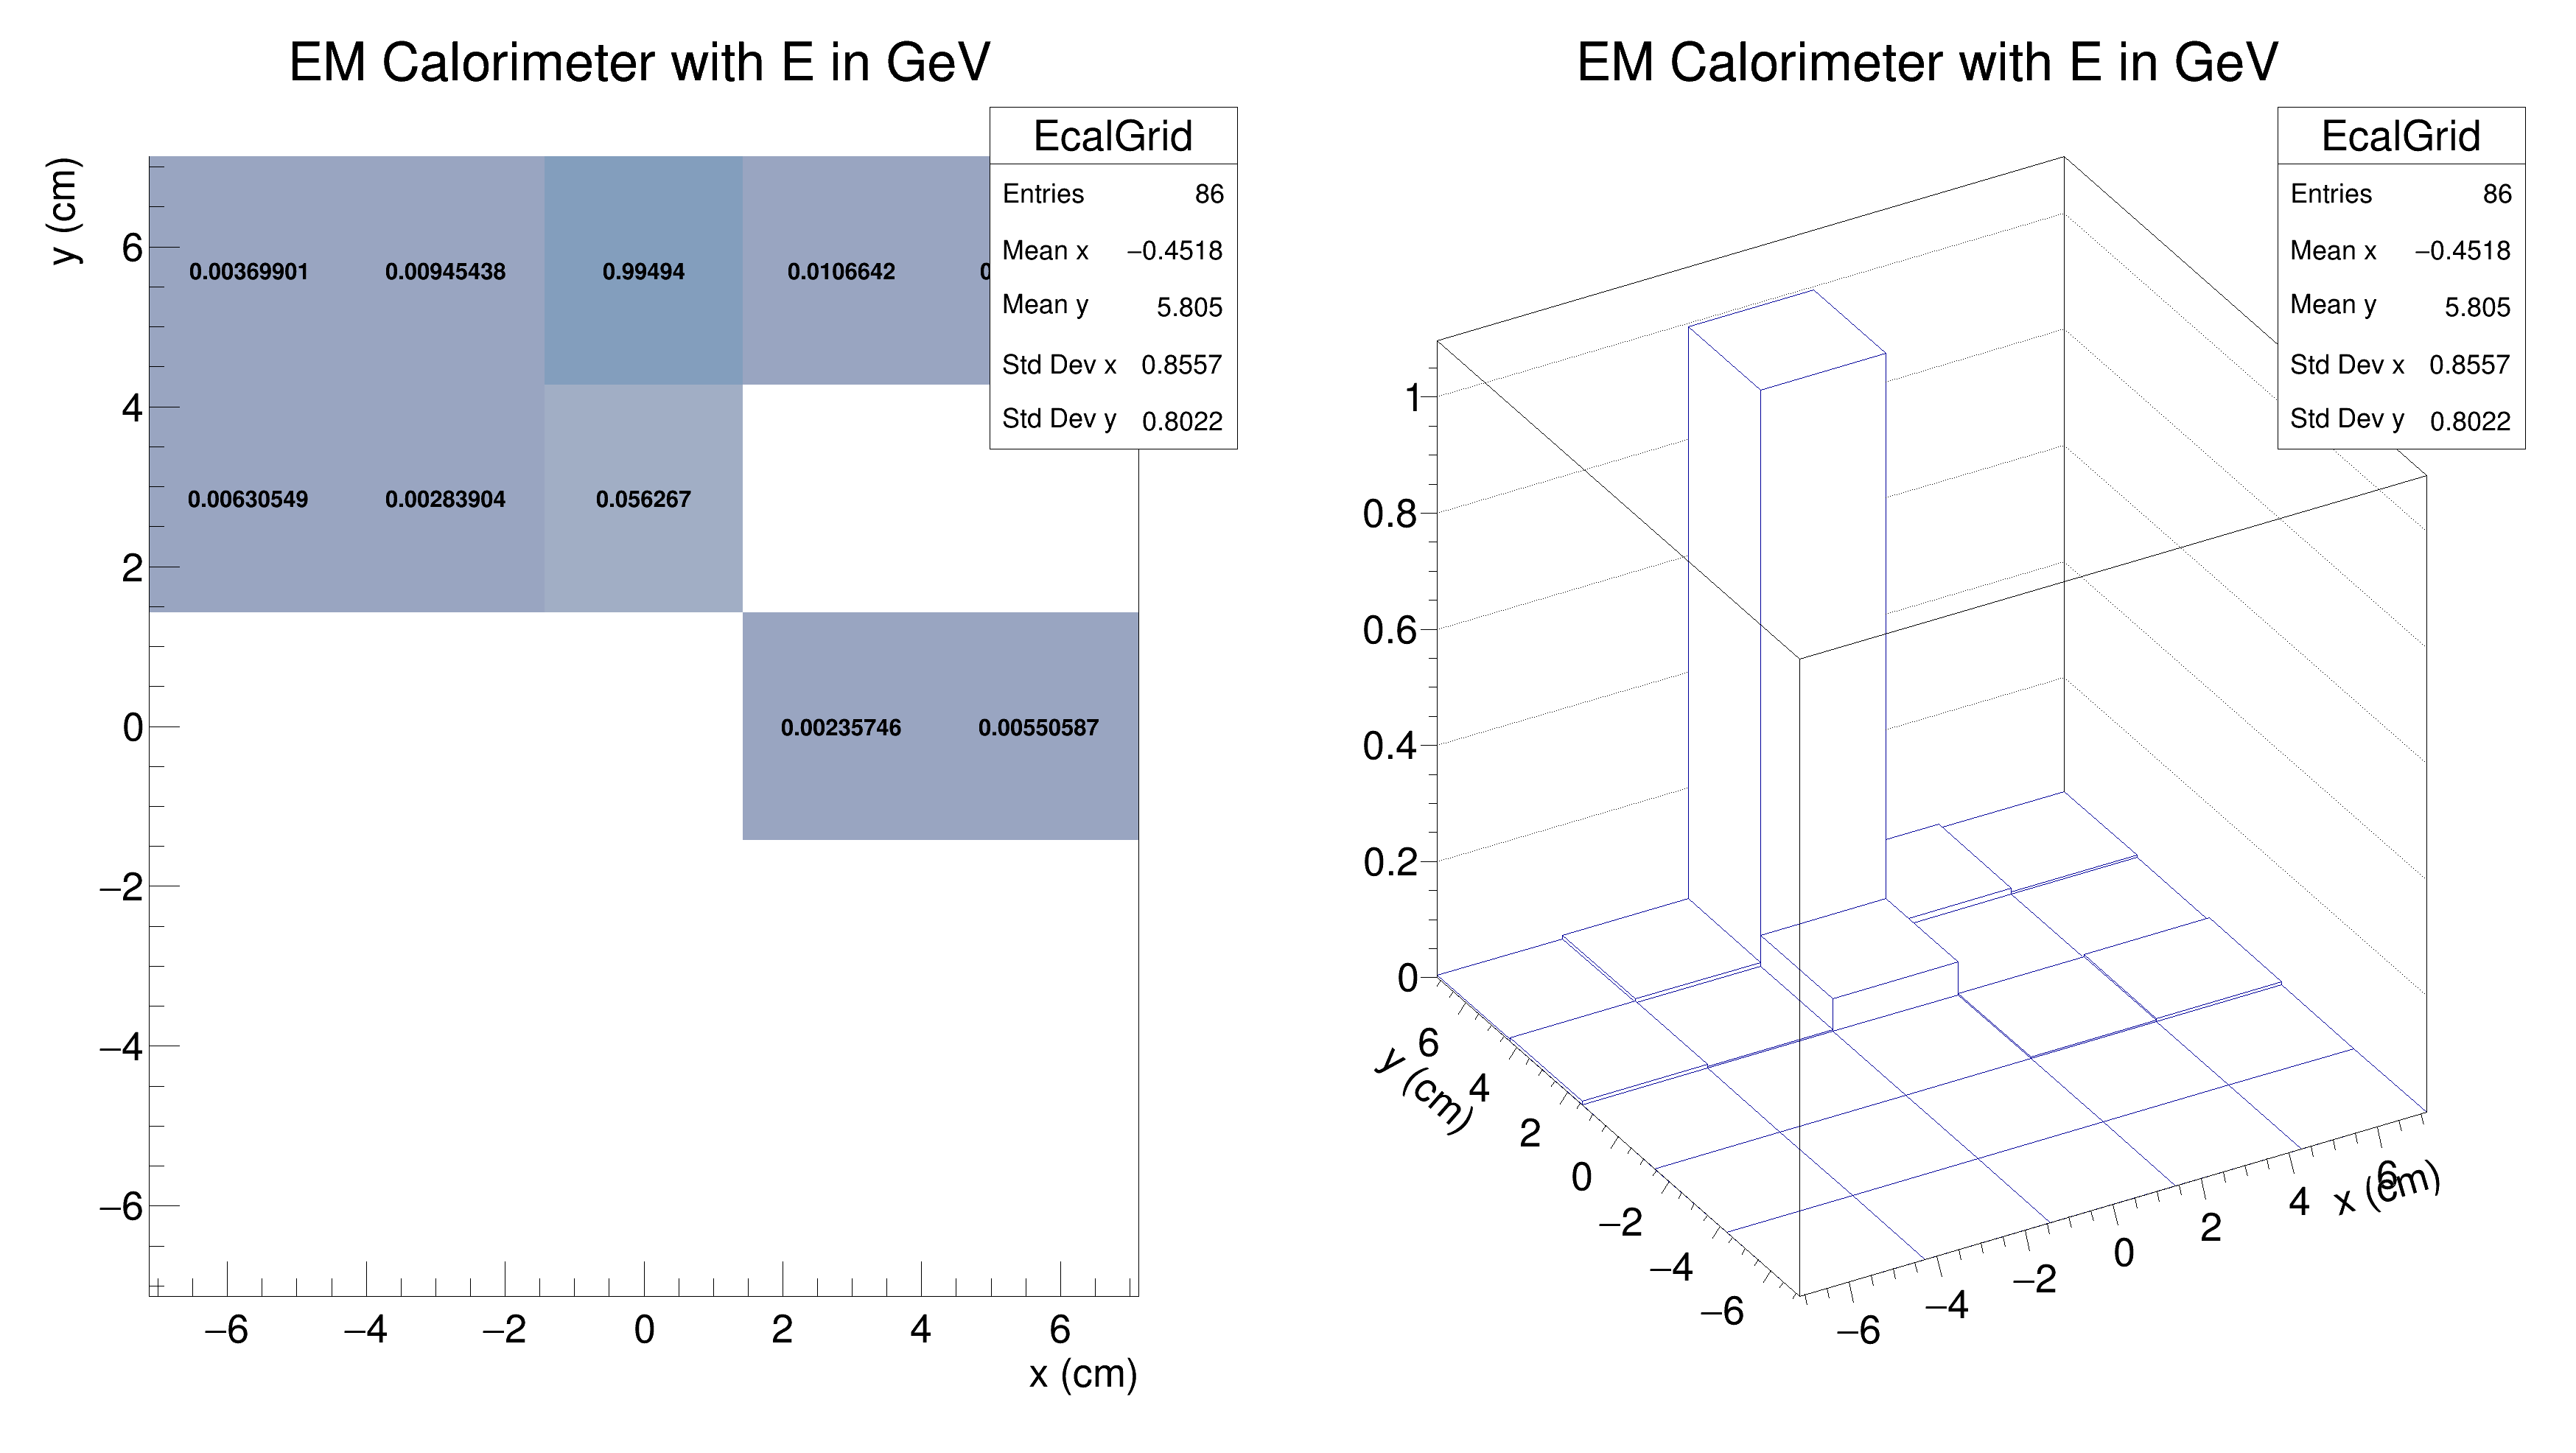 EM Calorimeter with E in GeV
EcalGrid
Entries 86
Mean x −0.4518
Mean y 5.805
Std Dev x 0.8557
Std Dev y 0.8022
y (cm)
6
4
2
0
−2
−4
−6
0.00369901 0.00945438 0.99494 0.0106642 0
0.00630549 0.00283904 0.056267
0.00235746 0.00550587
−6 −4 −2 0 2 4 6
x (cm)
EM Calorimeter with E in GeV
EcalGrid
Entries 86
Mean x −0.4518
Mean y 5.805
Std Dev x 0.8557
Std Dev y 0.8022
1
0.8
0.6
0.4
0.2
0
y (cm)
6
4
2
0
−2
−4
−6
−6 −4 −2 0 2 4 6
x (cm)